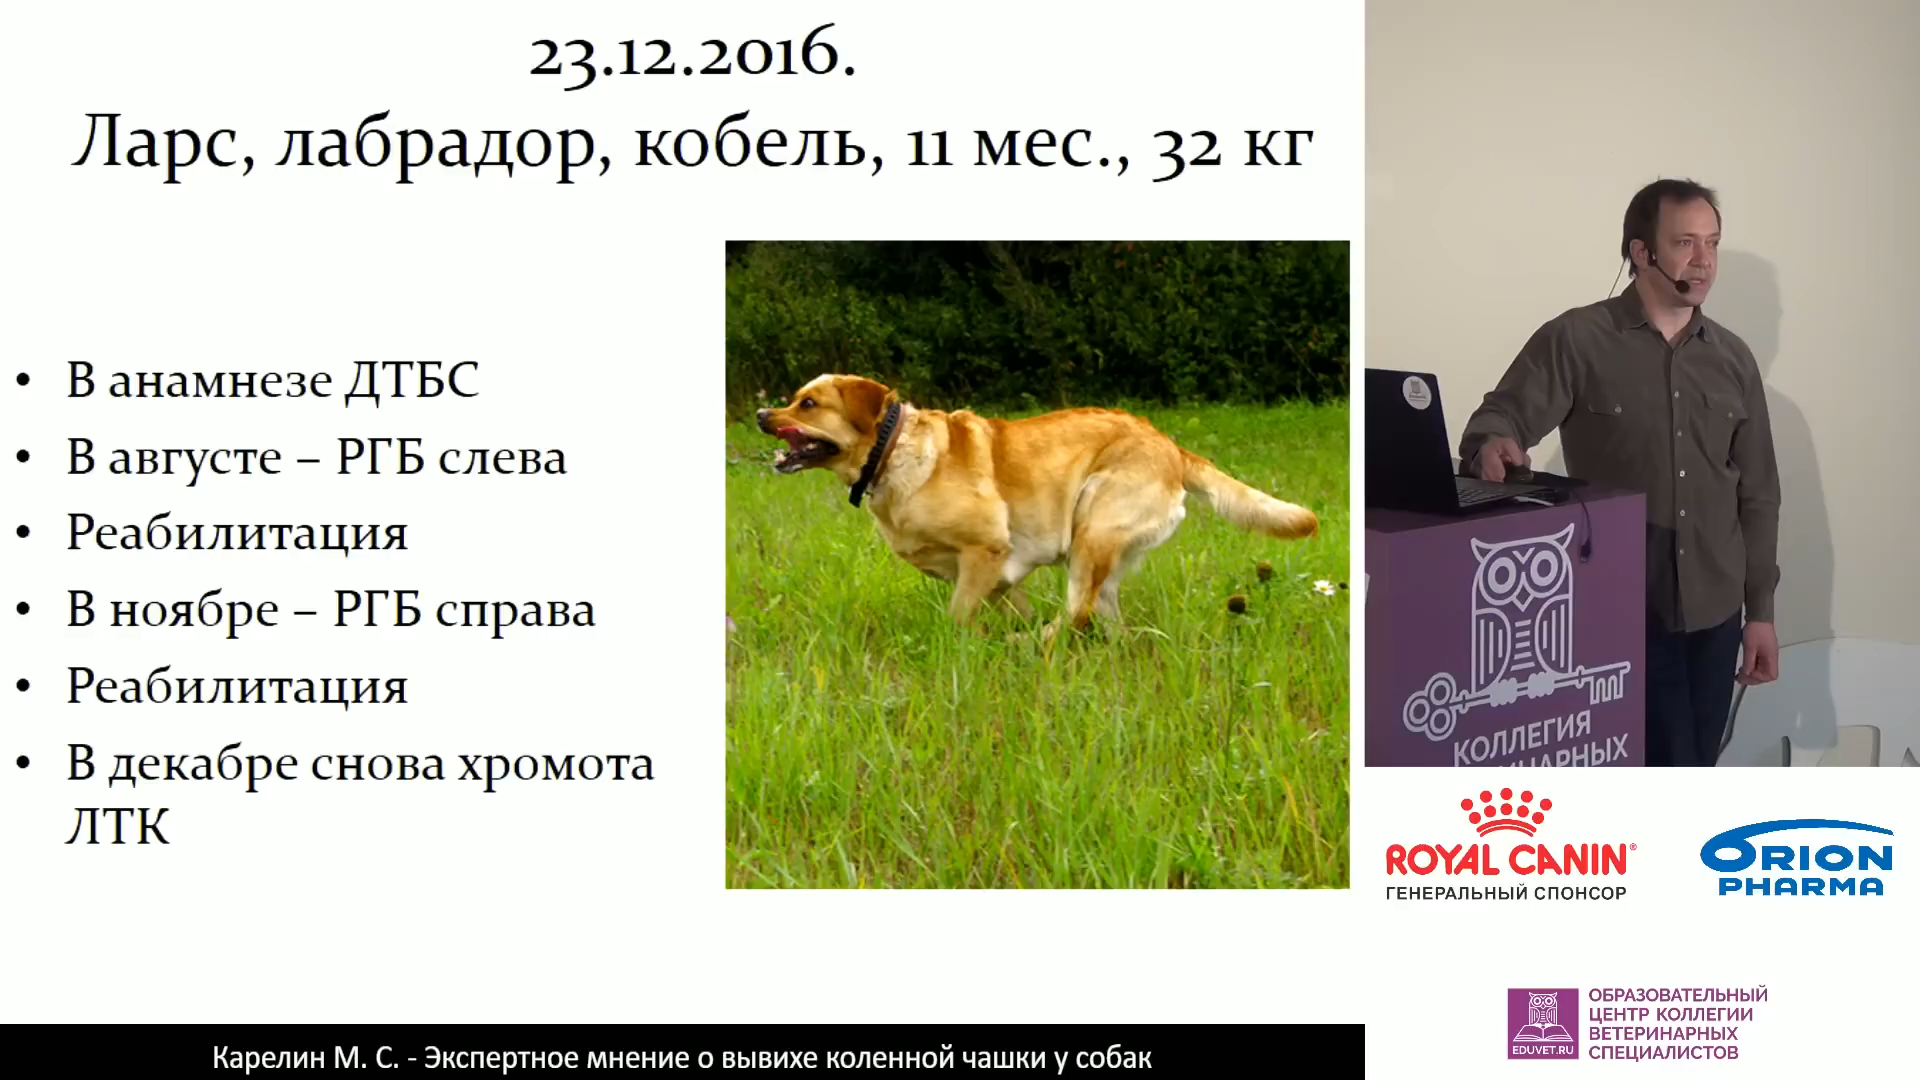 23.12.2016.
Ларс, лабрадор, кобель, 11 мес., 32 кг
• В анамнезе ДТБС
• В августе – РГБ слева
• Реабилитация
• В ноябре – РГБ справа
• Реабилитация
• В декабре снова хромота
ЛТК
КОЛЛЕГИЯ
ROYAL CANIN®
ГЕНЕРАЛЬНЫЙ СПОНСОР
ORION
PHARMA
EDUVET.RU
ОБРАЗОВАТЕЛЬНЫЙ
ЦЕНТР КОЛЛЕГИИ
ВЕТЕРИНАРНЫХ
СПЕЦИАЛИСТОВ
Карелин М. С. - Экспертное мнение о вывихе коленной чашки у собак